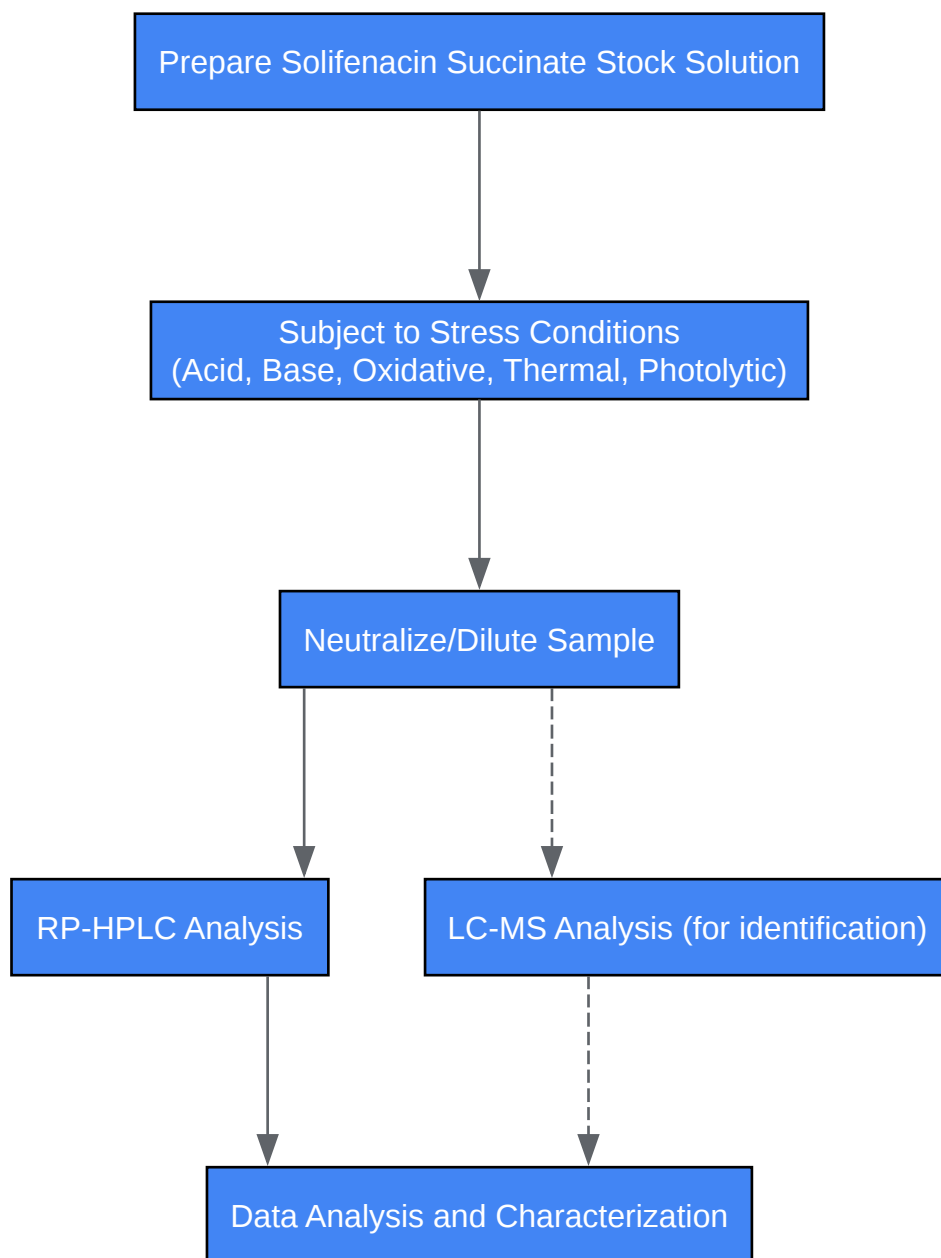 Prepare Solifenacin Succinate Stock Solution
Subject to Stress Conditions
(Acid, Base, Oxidative, Thermal, Photolytic)
Neutralize/Dilute Sample
RP-HPLC Analysis
LC-MS Analysis (for identification)
Data Analysis and Characterization